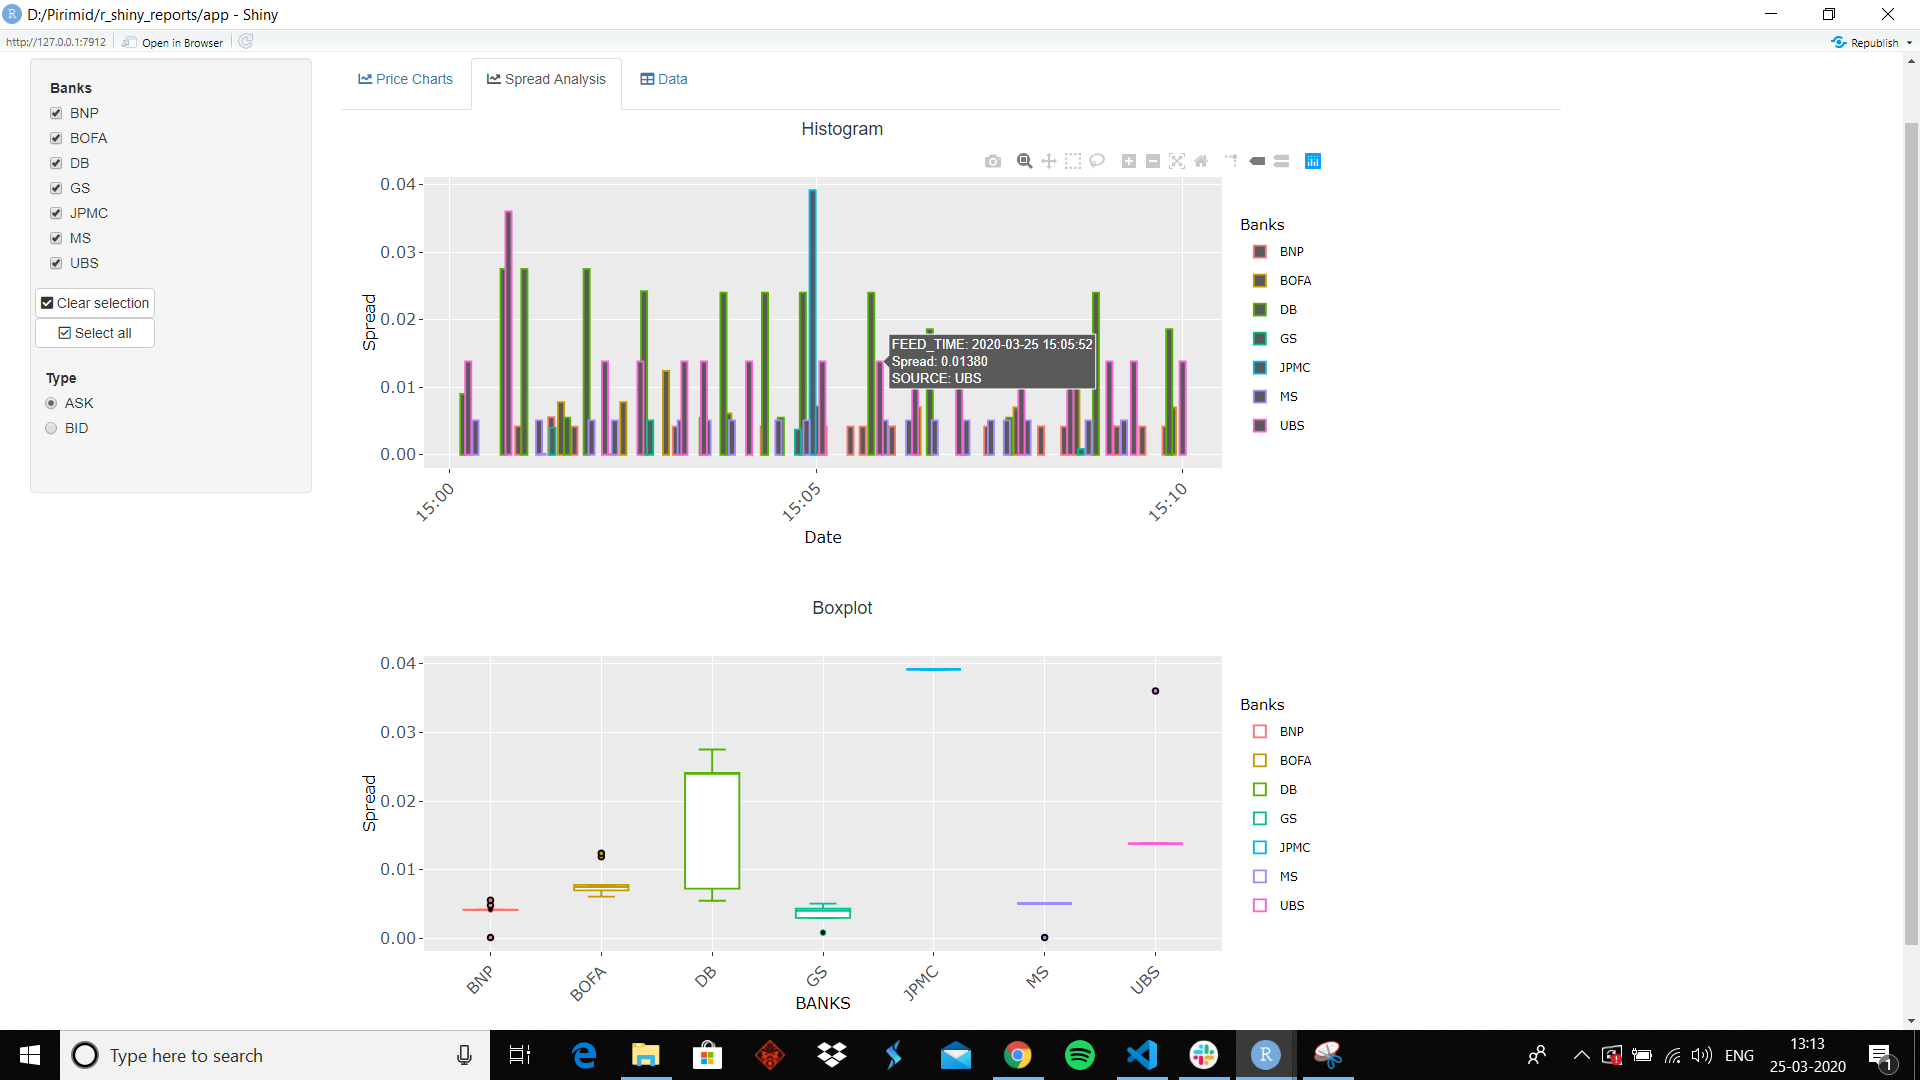 D:/Pirimid/r_shiny_reports/app - Shiny
http://127.0.0.1:7912 Open in Browser Republish
Banks
BNP
BOFA
DB
GS
JPMC
MS
UBS
Clear selection
Select all
Type
ASK
BID
Price Charts Spread Analysis Data
Histogram
0.04
0.03
0.02
0.01
0.00
Spread
FEED_TIME: 2020-03-25 15:05:52
Spread: 0.01380
SOURCE: UBS
15:00 15:05 15:10
Date
Banks
BNP
BOFA
DB
GS
JPMC
MS
UBS
Boxplot
0.04
0.03
0.02
0.01
0.00
Spread
BNP BOFA DB GS JPMC MS UBS
BANKS
Banks
BNP
BOFA
DB
GS
JPMC
MS
UBS
Type here to search
ENG
13:13
25-03-2020
1